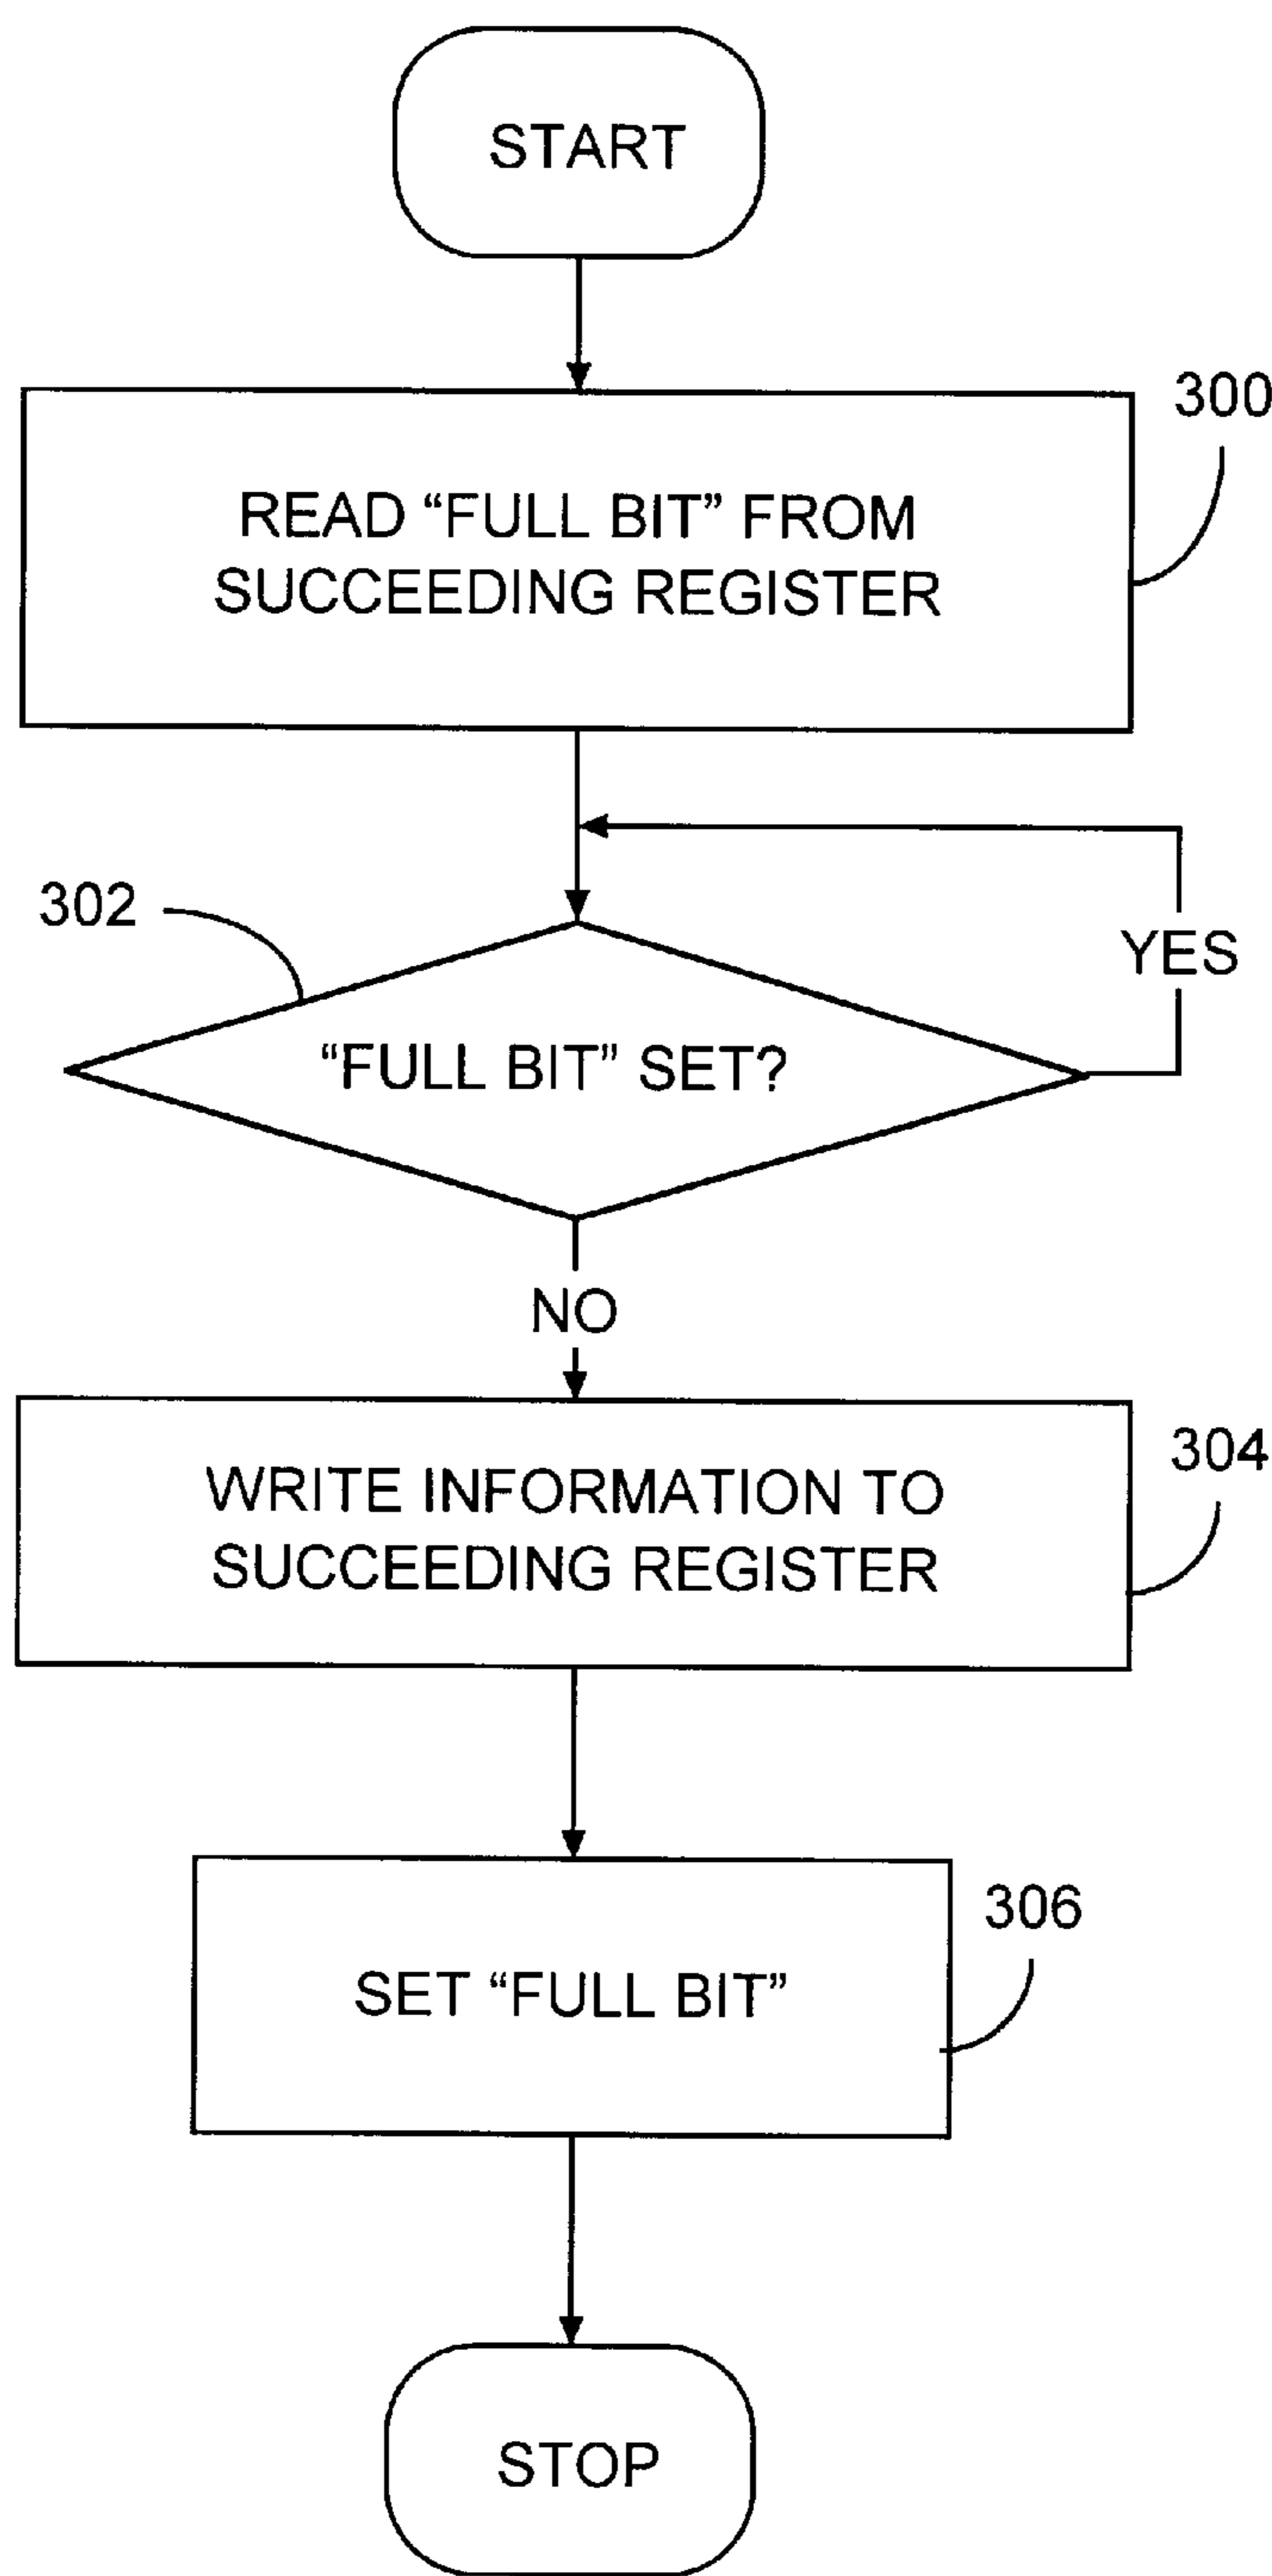 START
300
READ “FULL BIT” FROM
SUCCEEDING REGISTER
302
YES
“FULL BIT” SET?
NO
304
WRITE INFORMATION TO
SUCCEEDING REGISTER
306
SET “FULL BIT”
STOP